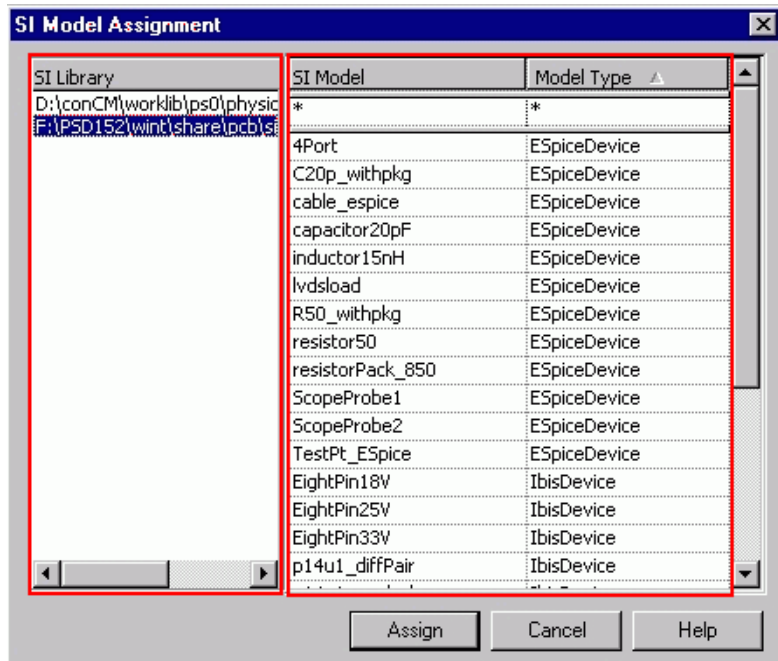 SI Model Assignment
SI Library
D:\conCM\worklib\ps0\physic
F:\PSD152\wint\share\pcb\si
SI Model Model Type
* *
4Port ESpiceDevice
C20p_withpkg ESpiceDevice
cable_espice ESpiceDevice
capacitor20pF ESpiceDevice
inductor15nH ESpiceDevice
lvdsload ESpiceDevice
R50_withpkg ESpiceDevice
resistor50 ESpiceDevice
resistorPack_850 ESpiceDevice
ScopeProbe1 ESpiceDevice
ScopeProbe2 ESpiceDevice
TestPt_ESpice ESpiceDevice
EightPin18V IbisDevice
EightPin25V IbisDevice
EightPin33V IbisDevice
p14u1_diffPair IbisDevice
Assign Cancel Help